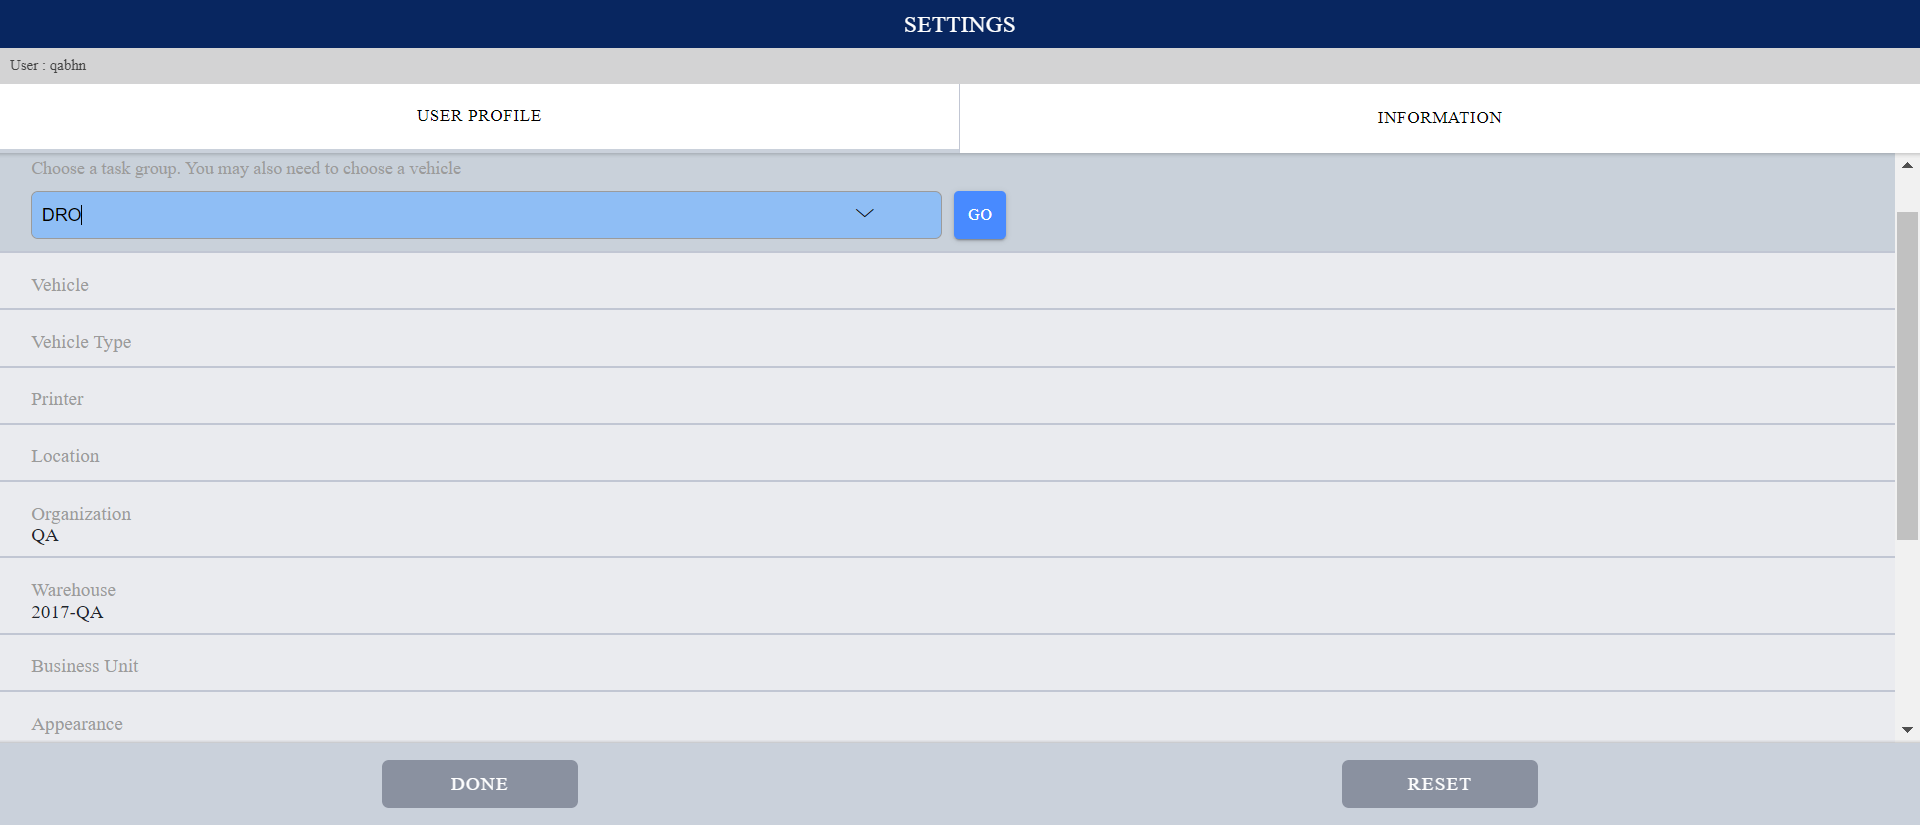 SETTINGS
User : qabhn
USER PROFILE
INFORMATION
Choose a task group. You may also need to choose a vehicle
DRO
GO
Vehicle
Vehicle Type
Printer
Location
Organization
QA
Warehouse
2017-QA
Business Unit
Appearance
DONE
RESET